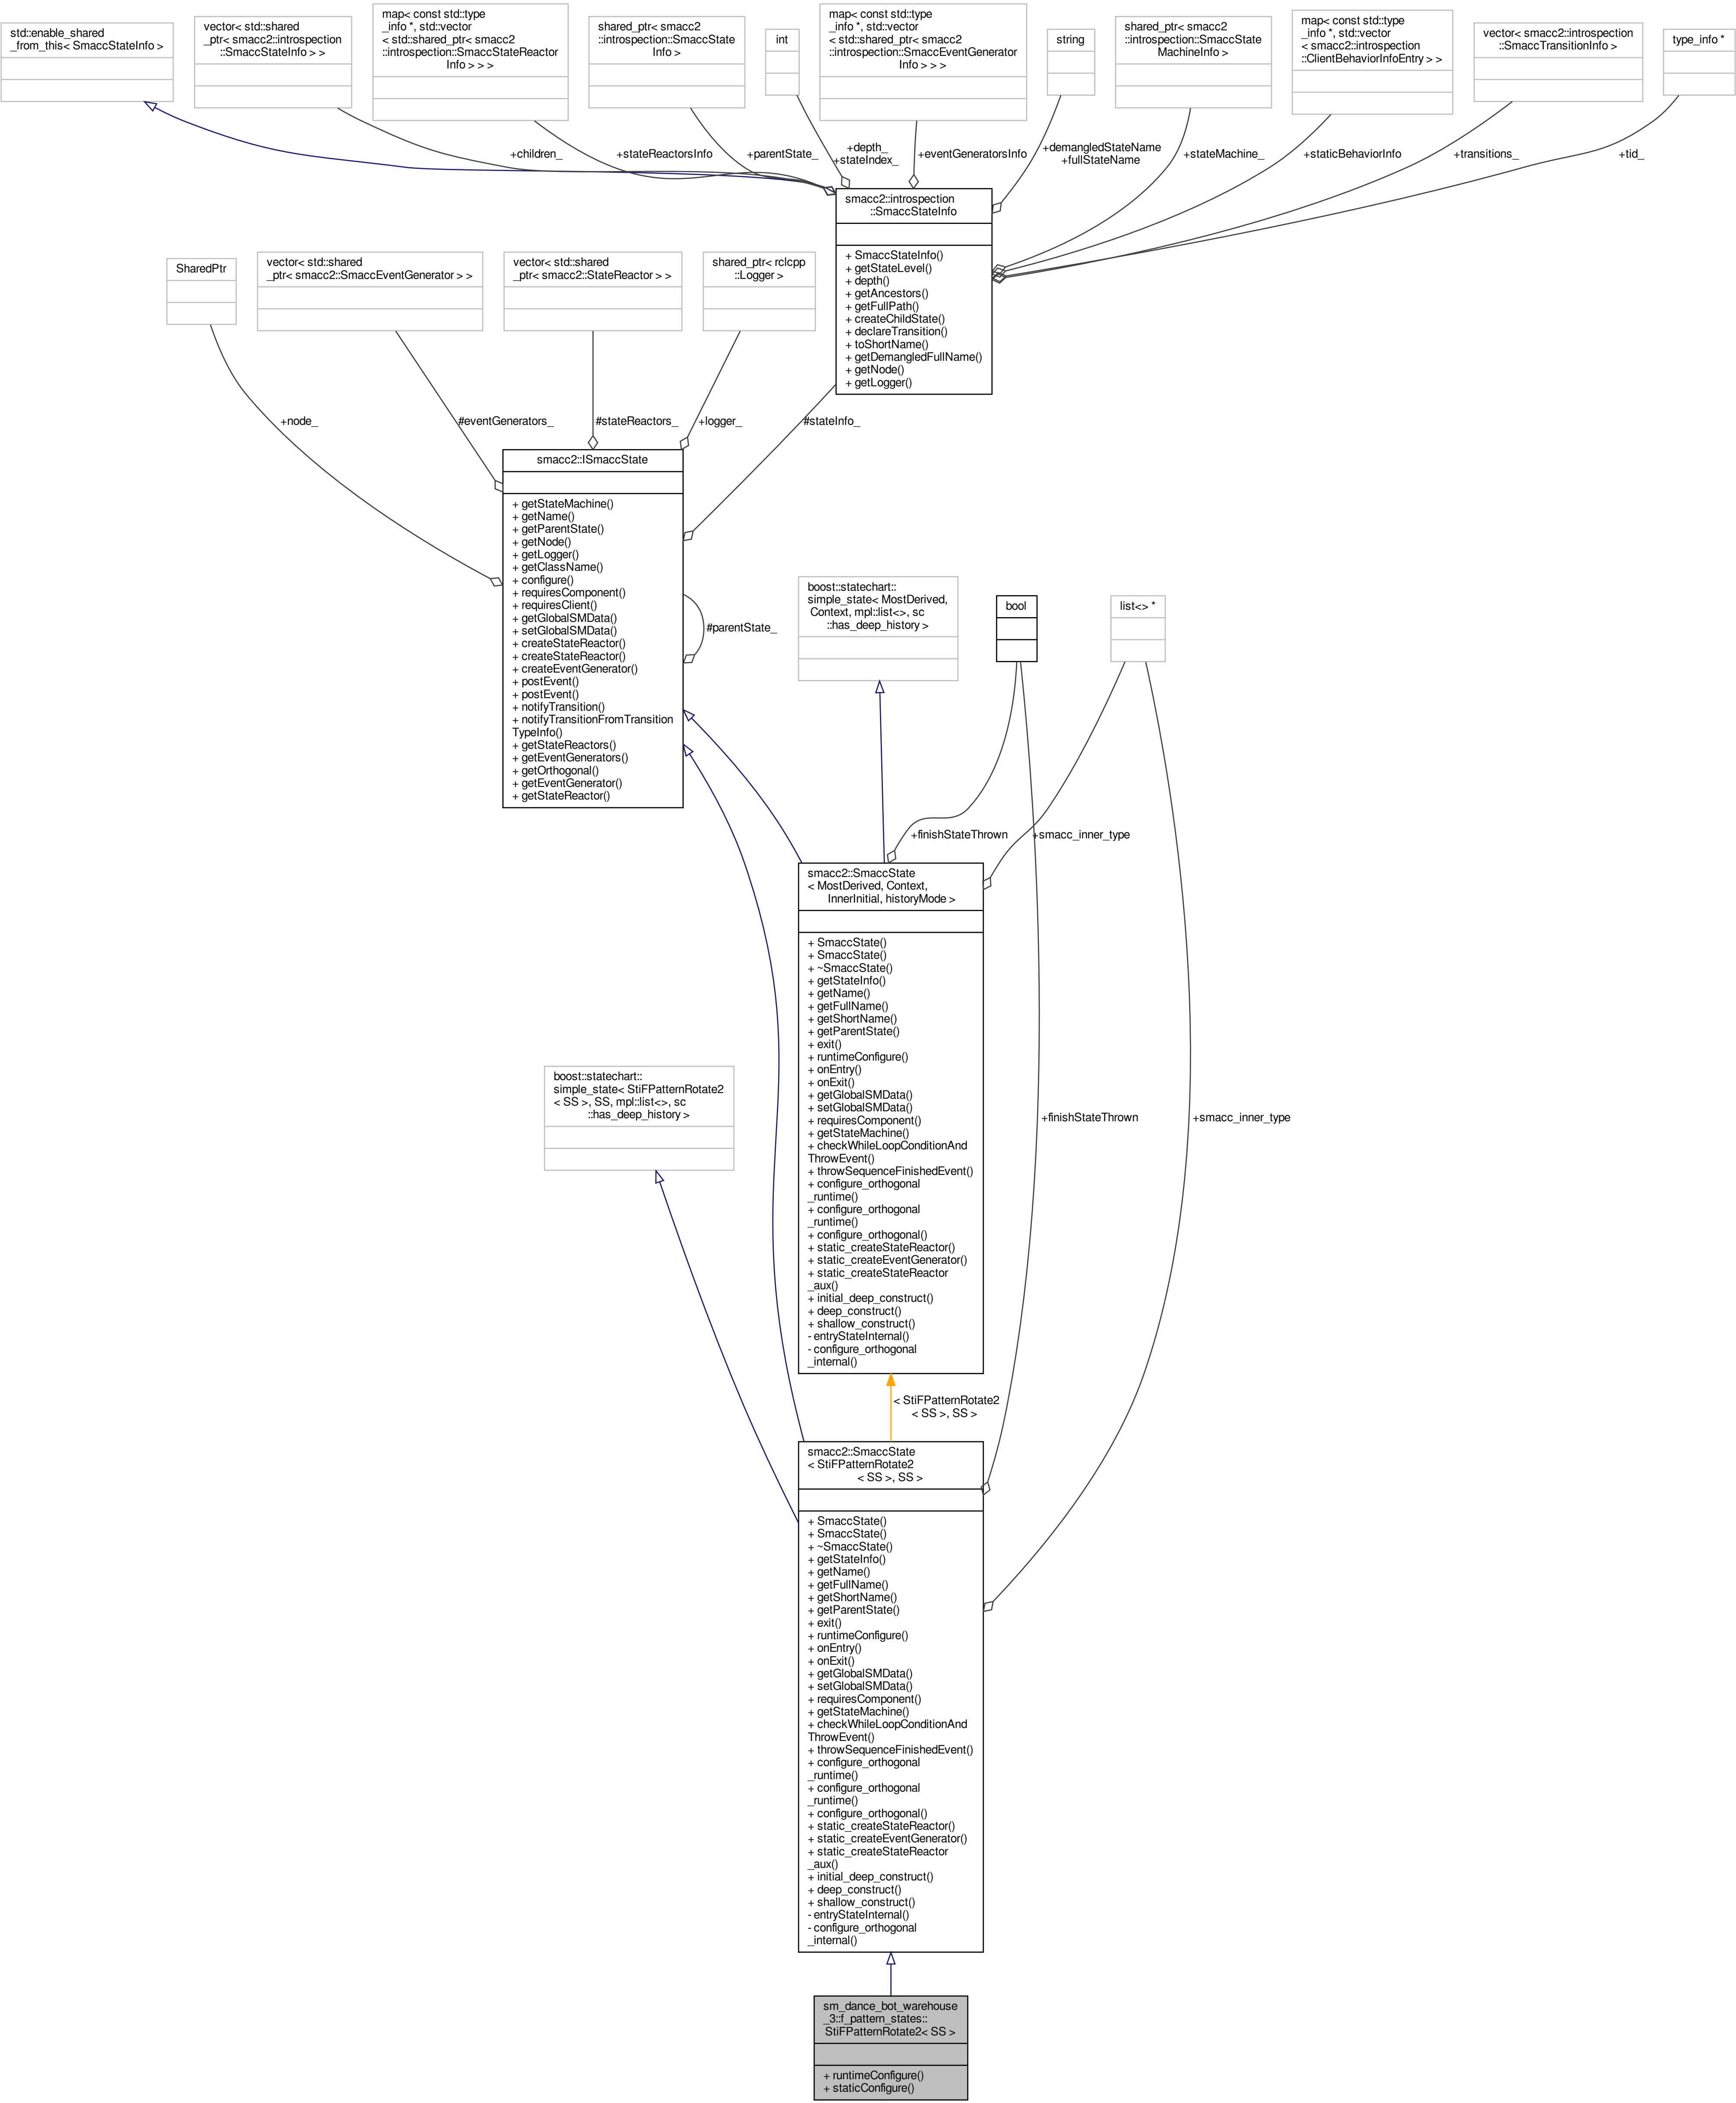 std::enable_shared
_from_this< SmaccStateInfo >
vector< std::shared
_ptr< smacc2::introspection
::SmaccStateInfo > >
map< const std::type
_info *, std::vector
< std::shared_ptr< smacc2
::introspection::SmaccStateReactor
Info > > >
shared_ptr< smacc2
::introspection::SmaccState
Info >
int
map< const std::type
_info *, std::vector
< std::shared_ptr< smacc2
::introspection::SmaccEventGenerator
Info > > >
string
shared_ptr< smacc2
::introspection::SmaccState
MachineInfo >
map< const std::type
_info *, std::vector
< smacc2::introspection
::ClientBehaviorInfoEntry > >
vector< smacc2::introspection
::SmaccTransitionInfo >
type_info *
+children_
+stateReactorsInfo
+parentState_
+depth_
+stateIndex_
+eventGeneratorsInfo
+demangledStateName
+fullStateName
+stateMachine_
+staticBehaviorInfo
+transitions_
+tid_
smacc2::introspection
::SmaccStateInfo
+ SmaccStateInfo()
+ getStateLevel()
+ depth()
+ getAncestors()
+ getFullPath()
+ createChildState()
+ declareTransition()
+ toShortName()
+ getDemangledFullName()
+ getNode()
+ getLogger()
SharedPtr
vector< std::shared
_ptr< smacc2::SmaccEventGenerator > >
vector< std::shared
_ptr< smacc2::StateReactor > >
shared_ptr< rclcpp
::Logger >
+node_
#eventGenerators_
#stateReactors_
+logger_
#stateInfo_
smacc2::ISmaccState
+ getStateMachine()
+ getName()
+ getParentState()
+ getNode()
+ getLogger()
+ getClassName()
+ configure()
+ requiresComponent()
+ requiresClient()
+ getGlobalSMData()
+ setGlobalSMData()
+ createStateReactor()
+ createStateReactor()
+ createEventGenerator()
+ postEvent()
+ postEvent()
+ notifyTransition()
+ notifyTransitionFromTransition
TypeInfo()
+ getStateReactors()
+ getEventGenerators()
+ getOrthogonal()
+ getEventGenerator()
+ getStateReactor()
#parentState_
boost::statechart::
simple_state< MostDerived,
Context, mpl::list<>, sc
::has_deep_history >
bool
list<> *
+finishStateThrown
+smacc_inner_type
smacc2::SmaccState
< MostDerived, Context,
InnerInitial, historyMode >
+ SmaccState()
+ SmaccState()
+ ~SmaccState()
+ getStateInfo()
+ getName()
+ getFullName()
+ getShortName()
+ getParentState()
+ exit()
+ runtimeConfigure()
+ onEntry()
+ onExit()
+ getGlobalSMData()
+ setGlobalSMData()
+ requiresComponent()
+ getStateMachine()
+ checkWhileLoopConditionAnd
ThrowEvent()
+ throwSequenceFinishedEvent()
+ configure_orthogonal
_runtime()
+ configure_orthogonal
_runtime()
+ configure_orthogonal()
+ static_createStateReactor()
+ static_createEventGenerator()
+ static_createStateReactor
_aux()
+ initial_deep_construct()
+ deep_construct()
+ shallow_construct()
- entryStateInternal()
- configure_orthogonal
_internal()
boost::statechart::
simple_state< StiFPatternRotate2
< SS >, SS, mpl::list<>, sc
::has_deep_history >
+finishStateThrown
+smacc_inner_type
< StiFPatternRotate2
< SS >, SS >
smacc2::SmaccState
< StiFPatternRotate2
< SS >, SS >
+ SmaccState()
+ SmaccState()
+ ~SmaccState()
+ getStateInfo()
+ getName()
+ getFullName()
+ getShortName()
+ getParentState()
+ exit()
+ runtimeConfigure()
+ onEntry()
+ onExit()
+ getGlobalSMData()
+ setGlobalSMData()
+ requiresComponent()
+ getStateMachine()
+ checkWhileLoopConditionAnd
ThrowEvent()
+ throwSequenceFinishedEvent()
+ configure_orthogonal
_runtime()
+ configure_orthogonal
_runtime()
+ configure_orthogonal()
+ static_createStateReactor()
+ static_createEventGenerator()
+ static_createStateReactor
_aux()
+ initial_deep_construct()
+ deep_construct()
+ shallow_construct()
- entryStateInternal()
- configure_orthogonal
_internal()
sm_dance_bot_warehouse
_3::f_pattern_states::
StiFPatternRotate2< SS >
+ runtimeConfigure()
+ staticConfigure()